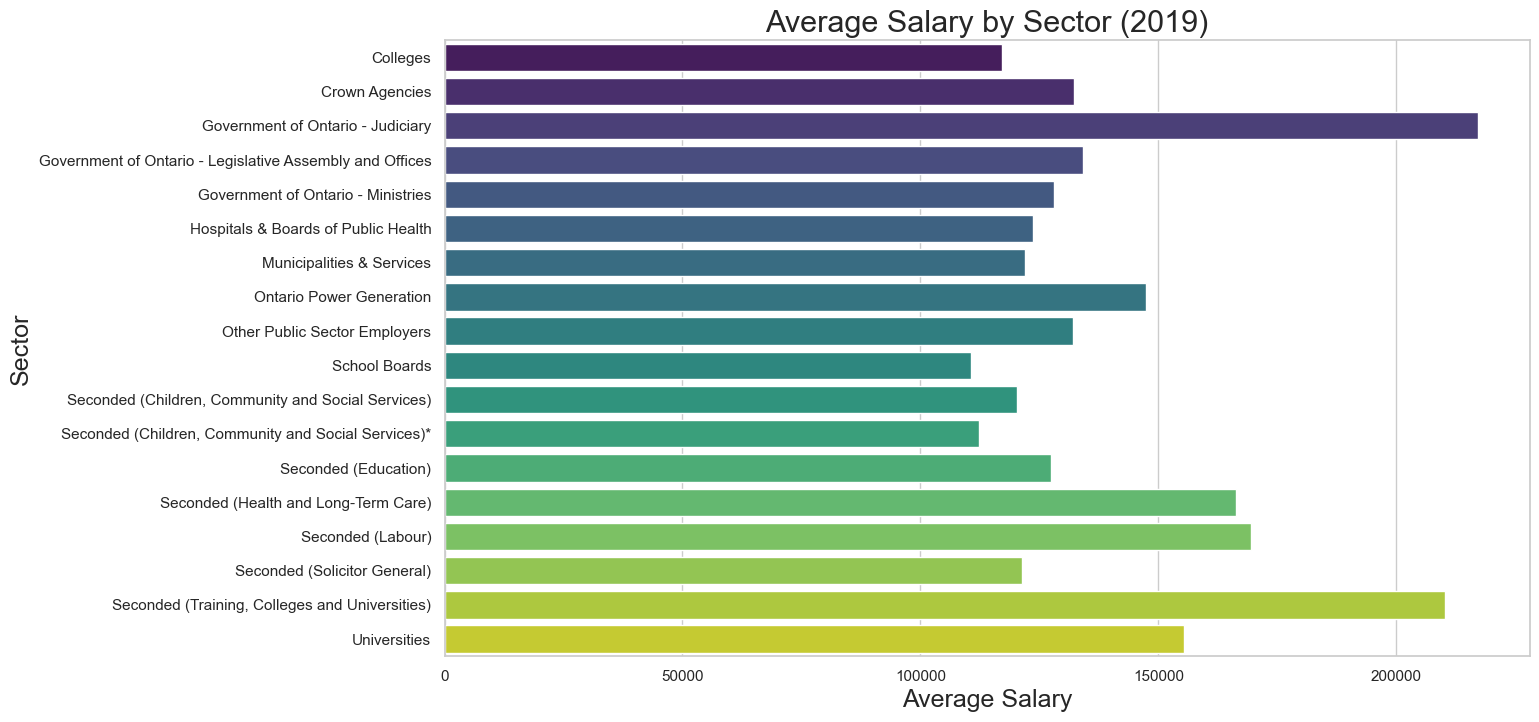 Average Salary by Sector (2019)
Colleges
Crown Agencies
Government of Ontario - Judiciary
Government of Ontario - Legislative Assembly and Offices
Government of Ontario - Ministries
Hospitals & Boards of Public Health
Municipalities & Services
Ontario Power Generation
Other Public Sector Employers
School Boards
Seconded (Children, Community and Social Services)
Seconded (Children, Community and Social Services)*
Seconded (Education)
Seconded (Health and Long-Term Care)
Seconded (Labour)
Seconded (Solicitor General)
Seconded (Training, Colleges and Universities)
Universities
Sector
0 50000 100000 150000 200000
Average Salary